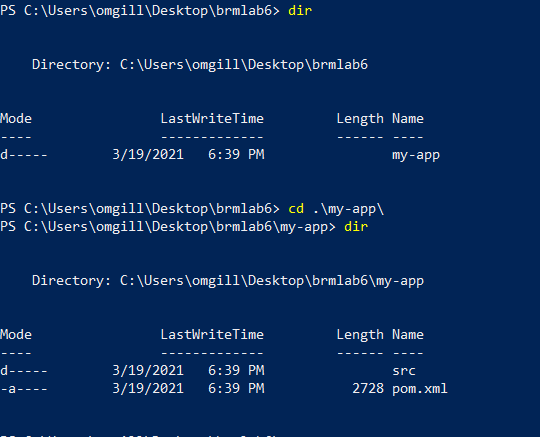 PS C:\Users\omgill\Desktop\brmlab6> dir
Directory: C:\Users\omgill\Desktop\brmlab6
Mode LastWriteTime Length Name
---- ------------- ------ ----
d----- 3/19/2021 6:39 PM my-app
PS C:\Users\omgill\Desktop\brmlab6> cd .\my-app\
PS C:\Users\omgill\Desktop\brmlab6\my-app> dir
Directory: C:\Users\omgill\Desktop\brmlab6\my-app
Mode LastWriteTime Length Name
---- ------------- ------ ----
d----- 3/19/2021 6:39 PM src
-a---- 3/19/2021 6:39 PM 2728 pom.xml